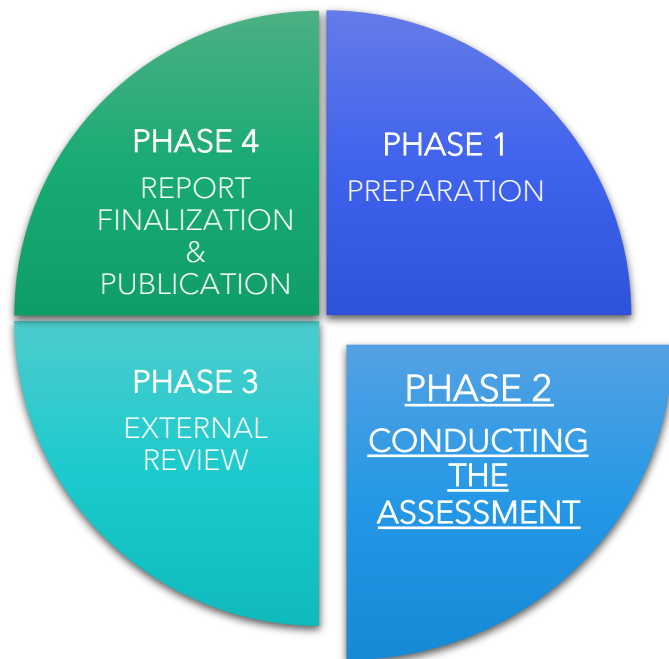 PHASE 1
PREPARATION
PHASE 2
CONDUCTING
THE
ASSESSMENT
PHASE 3
EXTERNAL
REVIEW
PHASE 4
REPORT
FINALIZATION
&
PUBLICATION